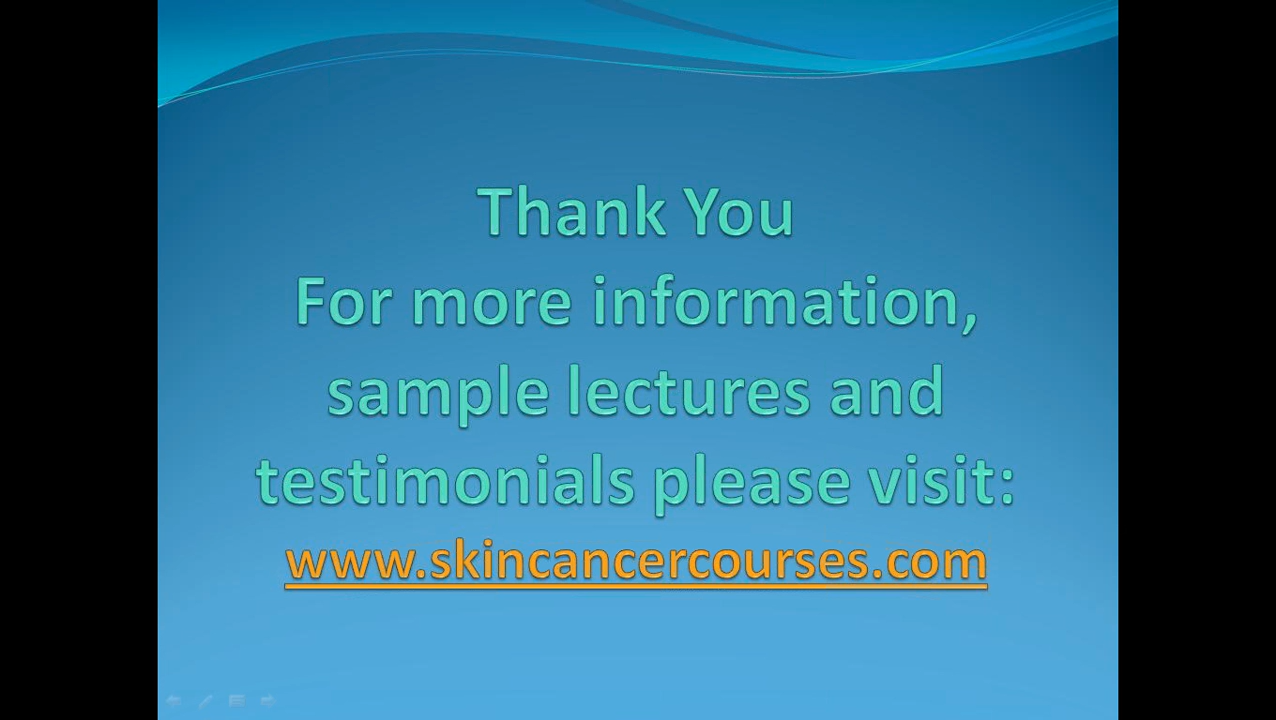 Thank You
For more information,
sample lectures and
testimonials please visit:
www.skincancercourses.com